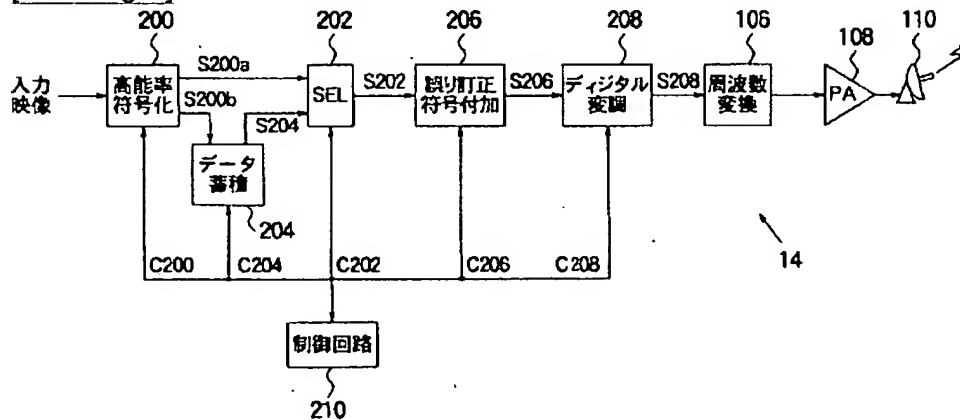 200
202
206
208
106
108
110
入力
映像
高能率
符号化
S200a
S200b
S204
SEL
S202
誤り訂正
符号付加
S206
ディジタル
変調
S208
周波数
変換
PA
データ
蓄積
204
C200
C204
C202
C206
C208
14
制御回路
210